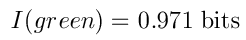 I(green) = 0.971 bits